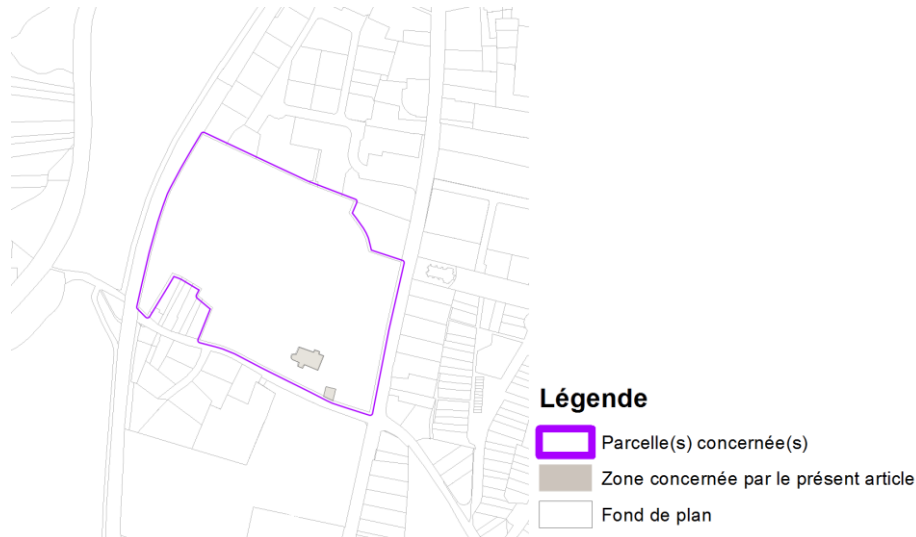 Légende
Parcelle(s) concernée(s)
Zone concernée par le présent article
Fond de plan